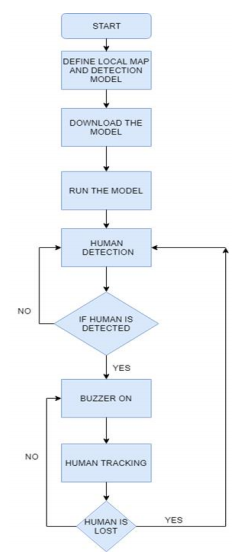 START
DEFINE LOCAL MAP
AND DETECTION
MODEL
DOWNLOAD THE
MODEL
RUN THE MODEL
HUMAN
DETECTION
NO
IF HUMAN IS
DETECTED
YES
BUZZER ON
NO
HUMAN TRACKING
YES
HUMAN IS
LOST